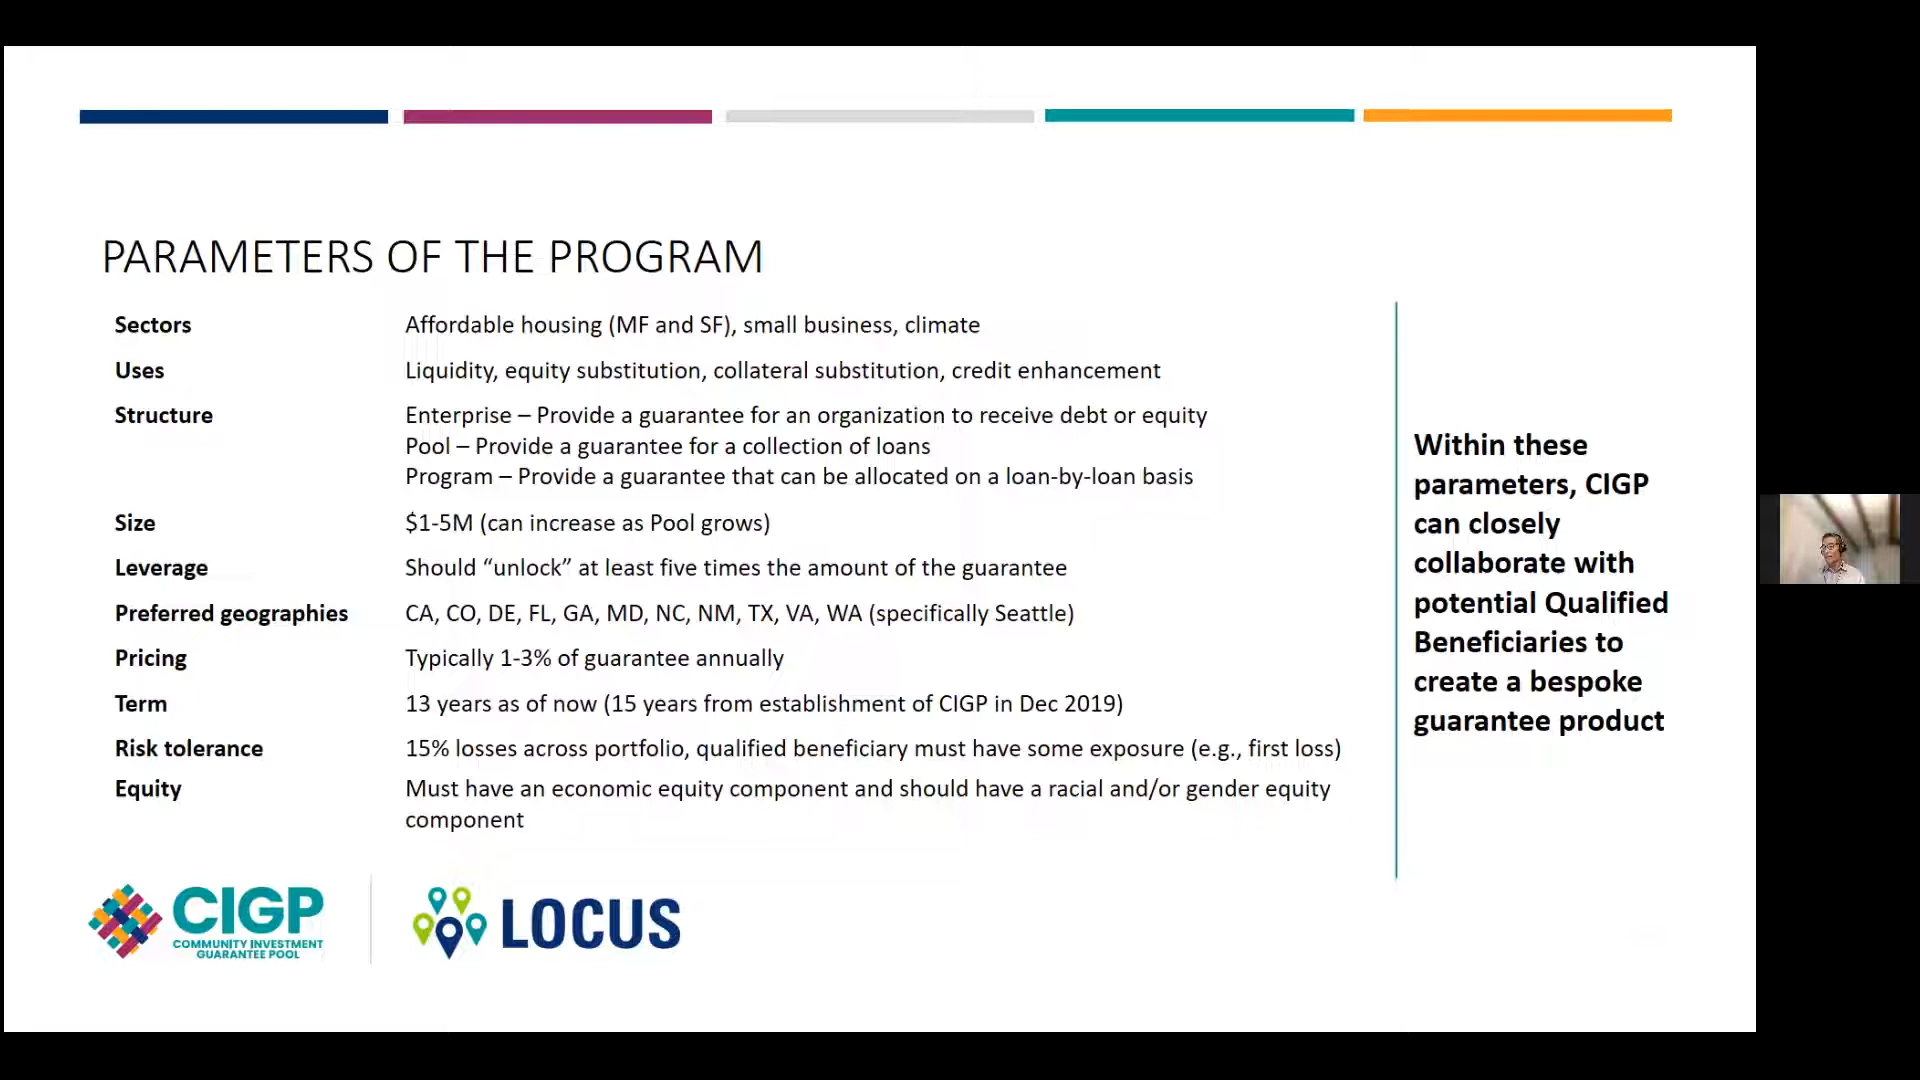 PARAMETERS OF THE PROGRAM
Sectors Affordable housing (MF and SF), small business, climate
Uses Liquidity, equity substitution, collateral substitution, credit enhancement
Structure Enterprise – Provide a guarantee for an organization to receive debt or equity
Pool – Provide a guarantee for a collection of loans
Program – Provide a guarantee that can be allocated on a loan-by-loan basis
Size $1-5M (can increase as Pool grows)
Leverage Should “unlock” at least five times the amount of the guarantee
Preferred geographies CA, CO, DE, FL, GA, MD, NC, NM, TX, VA, WA (specifically Seattle)
Pricing Typically 1-3% of guarantee annually
Term 13 years as of now (15 years from establishment of CIGP in Dec 2019)
Risk tolerance 15% losses across portfolio, qualified beneficiary must have some exposure (e.g., first loss)
Equity Must have an economic equity component and should have a racial and/or gender equity
component
Within these
parameters, CIGP
can closely
collaborate with
potential Qualified
Beneficiaries to
create a bespoke
guarantee product
CIGP
COMMUNITY INVESTMENT
GUARANTEE POOL
LOCUS